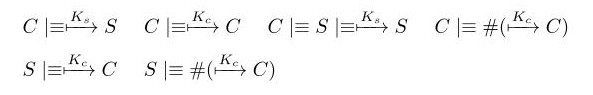 C |≡ ⊢K_s→ S   C |≡ ⊢K_c→ C   C |≡ S |≡ ⊢K_s→ S   C |≡ #(⊢K_c→ C)
S |≡ ⊢K_c→ C   S |≡ #(⊢K_c→ C)